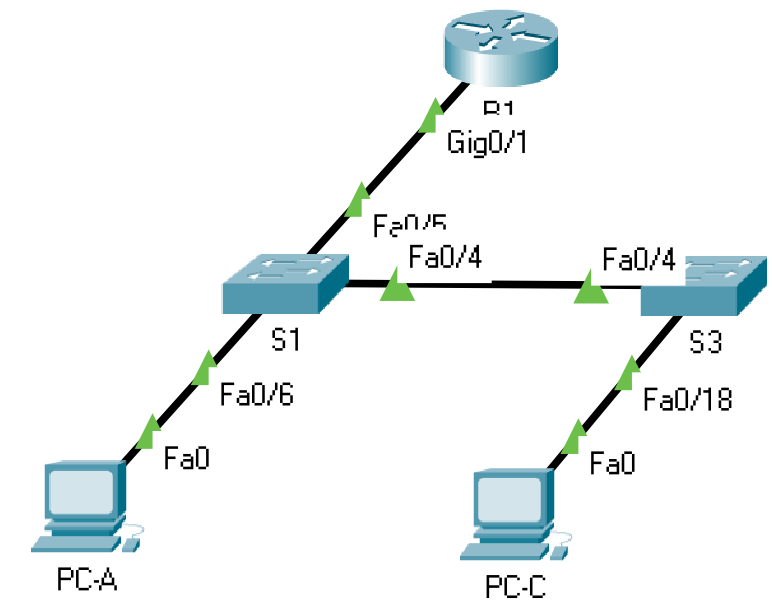 R1
Gig0/1
Fa0/5
Fa0/4
Fa0/4
S1
S3
Fa0/6
Fa0/18
Fa0
Fa0
PC-A
PC-C